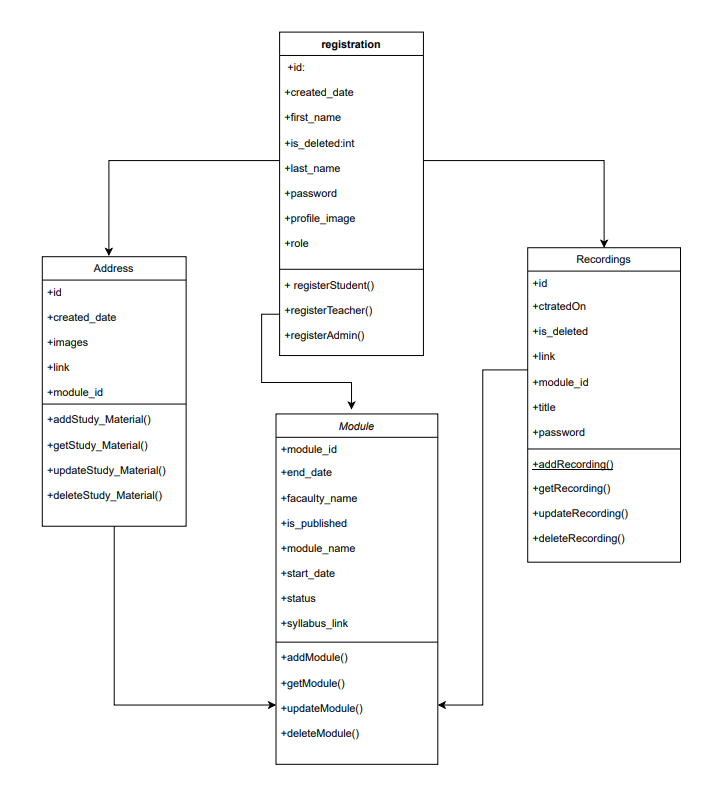 registration
+id:
+created_date
+first_name
+is_deleted:int
+last_name
+password
+profile_image
+role
+ registerStudent()
+registerTeacher()
+registerAdmin()
Address
+id
+created_date
+images
+link
+module_id
+addStudy_Material()
+getStudy_Material()
+updateStudy_Material()
+deleteStudy_Material()
Recordings
+id
+ctratedOn
+is_deleted
+link
+module_id
+title
+password
+addRecording()
+getRecording()
+updateRecording()
+deleteRecording()
Module
+module_id
+end_date
+facaulty_name
+is_published
+module_name
+start_date
+status
+syllabus_link
+addModule()
+getModule()
+updateModule()
+deleteModule()